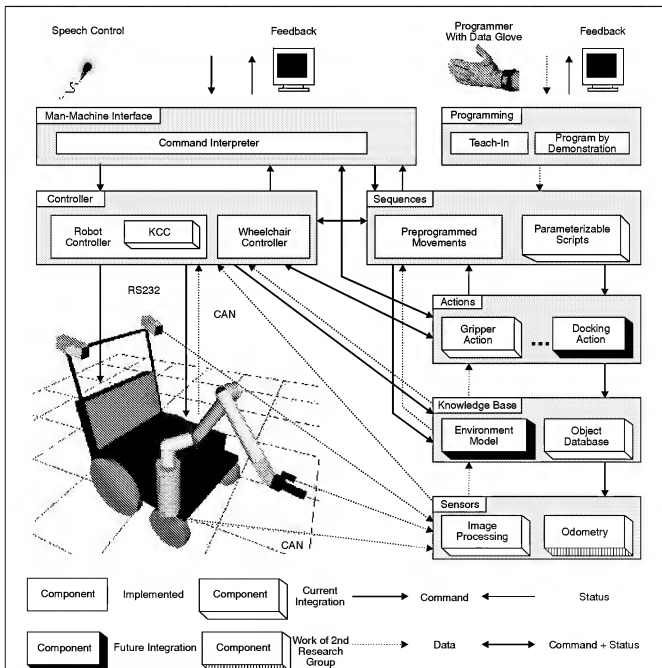 Speech Control
Feedback
Programmer
With Data Glove
Feedback
Man-Machine Interface
Command Interpreter
Programming
Teach-In
Program by
Demonstration
Controller
Robot
Controller
KCC
Wheelchair
Controller
Sequences
Preprogrammed
Movements
Parameterizable
Scripts
RS232
CAN
Actions
Gripper
Action
...
Docking
Action
Knowledge Base
Environment
Model
Object
Database
Sensors
Image
Processing
Odometry
CAN
Component
Implemented
Component
Current
Integration
Command
Status
Component
Future Integration
Component
Work of 2nd
Research
Group
Data
Command + Status